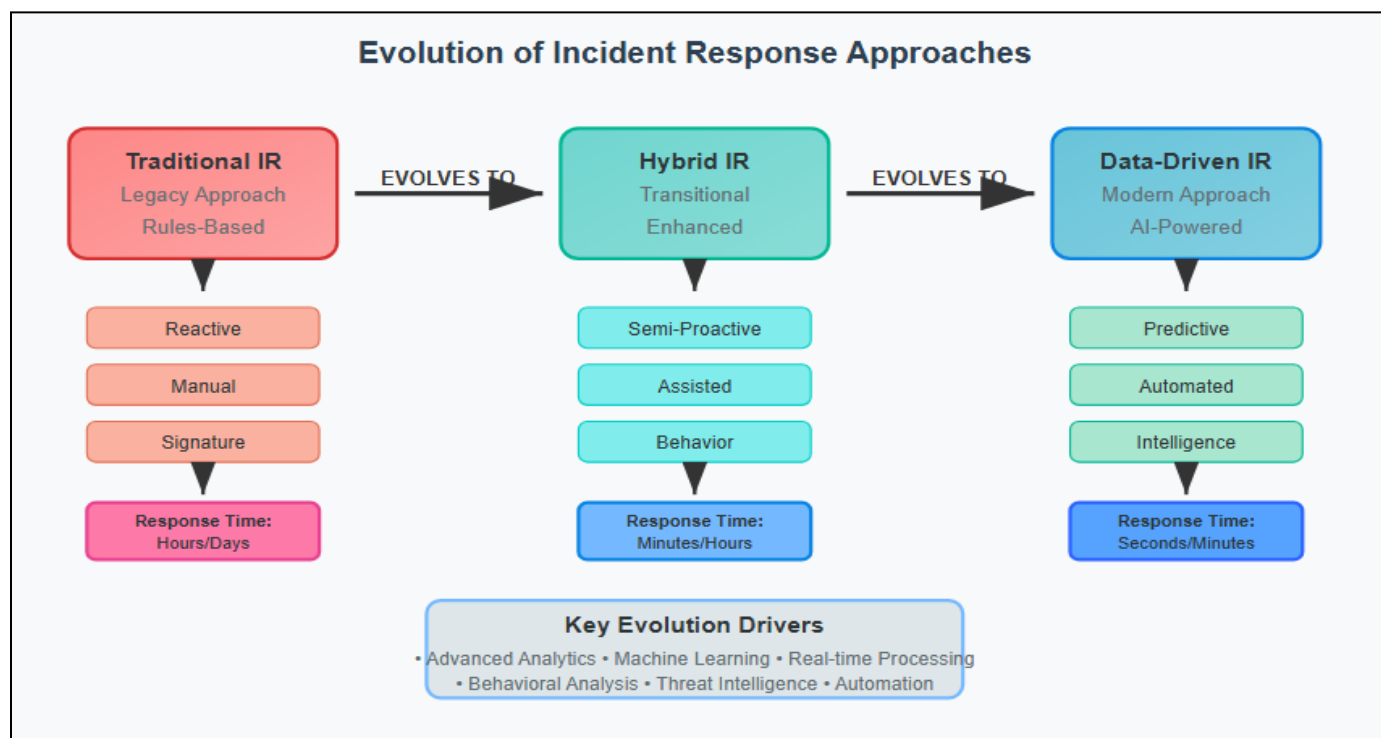 Evolution of Incident Response Approaches
Traditional IR
Legacy Approach
Rules-Based
EVOLVES TO
Hybrid IR
Transitional
Enhanced
EVOLVES TO
Data-Driven IR
Modern Approach
AI-Powered
Reactive
Manual
Signature
Response Time:
Hours/Days
Semi-Proactive
Assisted
Behavior
Response Time:
Minutes/Hours
Predictive
Automated
Intelligence
Response Time:
Seconds/Minutes
Key Evolution Drivers
• Advanced Analytics • Machine Learning • Real-time Processing
• Behavioral Analysis • Threat Intelligence • Automation